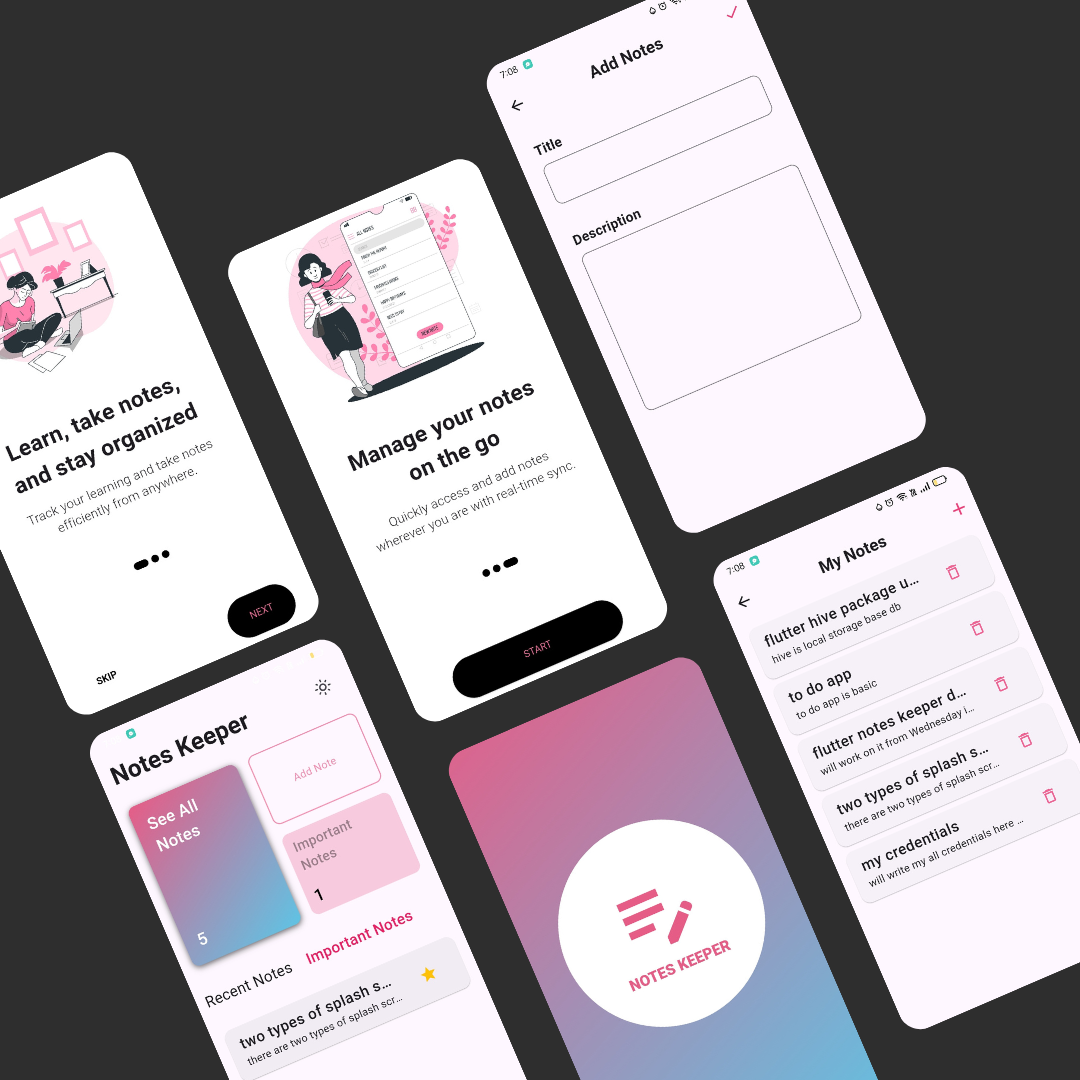 7:08
Add Notes
Title
Description
Learn, take notes,
and stay organized
Track your learning and take notes
efficiently from anywhere.
NEXT
SKIP
ALL NOTES
NEW NOTE
Manage your notes
on the go
Quickly access and add notes
wherever you are with real-time sync.
START
7:08
My Notes
flutter hive package u...
hive is local storage base db
to do app
to do app is basic
flutter notes keeper d...
will work on it from Wednesday i...
two types of splash s...
there are two types of splash scr...
my credentials
will write my all credentials here ...
Notes Keeper
See All
Notes
5
Add Note
Important
Notes
1
Recent Notes
Important Notes
two types of splash s...
there are two types of splash scr...
NOTES KEEPER